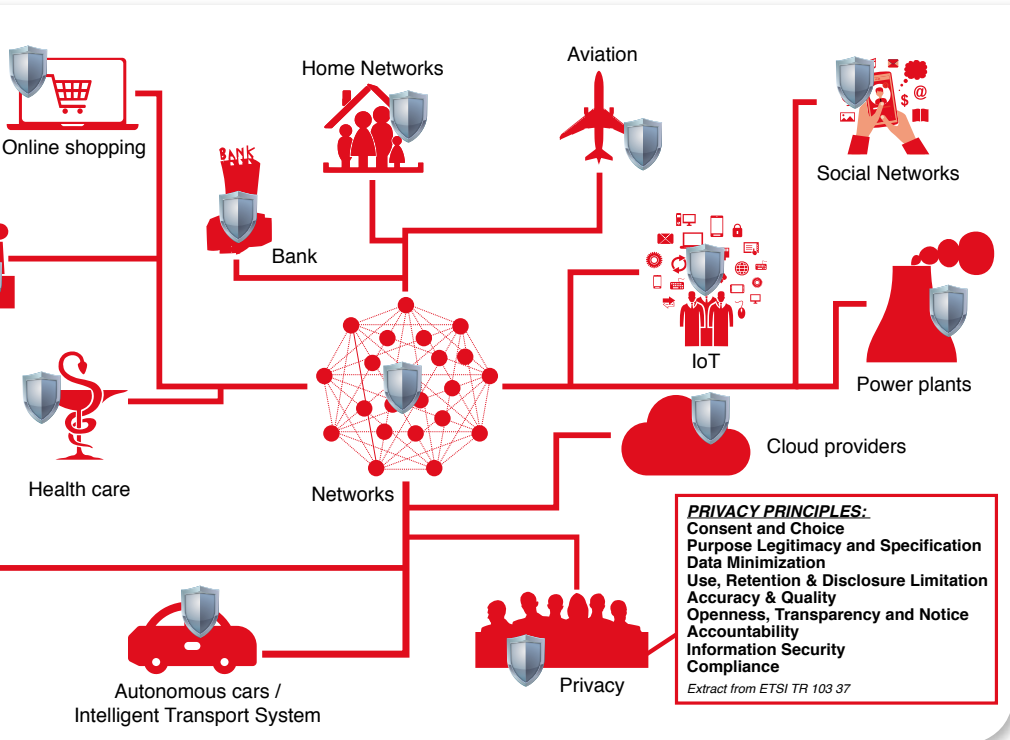 Online shopping
Home Networks
Aviation
Social Networks
$
@
BANK
Bank
IoT
Power plants
Health care
Networks
Cloud providers
PRIVACY PRINCIPLES:
Consent and Choice
Purpose Legitimacy and Specification
Data Minimization
Use, Retention & Disclosure Limitation
Accuracy & Quality
Openness, Transparency and Notice
Accountability
Information Security
Compliance
Extract from ETSI TR 103 37
Autonomous cars /
Intelligent Transport System
Privacy